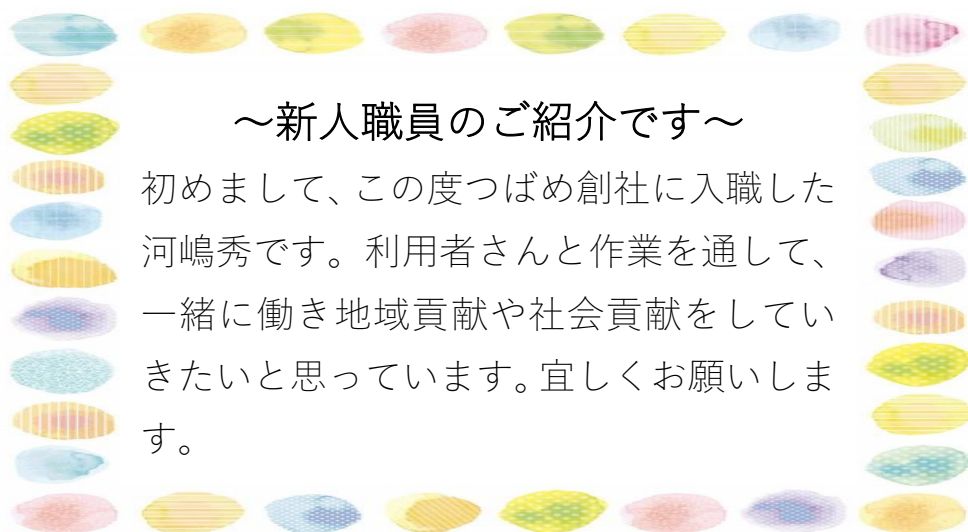 ～新人職員のご紹介です～
初めまして、この度つばめ創社に入職した
河嶋秀です。利用者さんと作業を通して、
一緒に働き地域貢献や社会貢献をしてい
きたいと思っています。宜しくお願いしま
す。